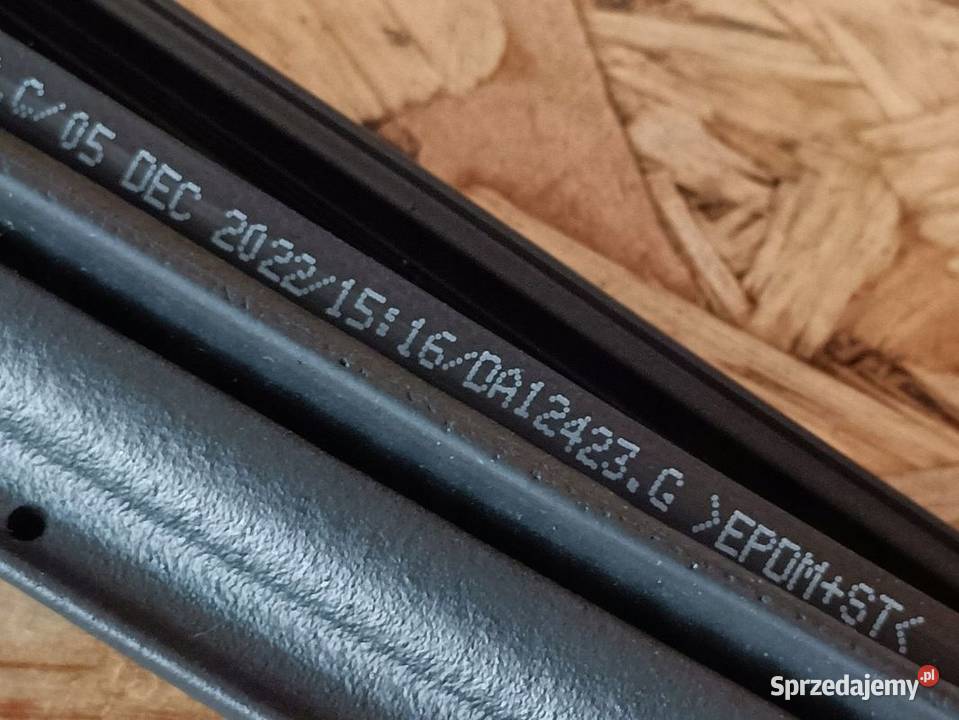 C/05 DEC 2022/15:16/DA12423.G >EPDM+ST<
Sprzedajemy.pl